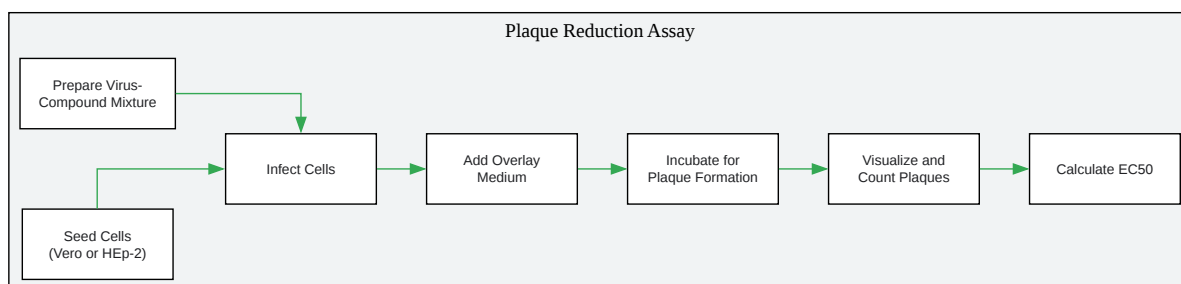 Plaque Reduction Assay
Prepare Virus-
Compound Mixture
Seed Cells
(Vero or HEp-2)
Infect Cells
Add Overlay
Medium
Incubate for
Plaque Formation
Visualize and
Count Plaques
Calculate EC50